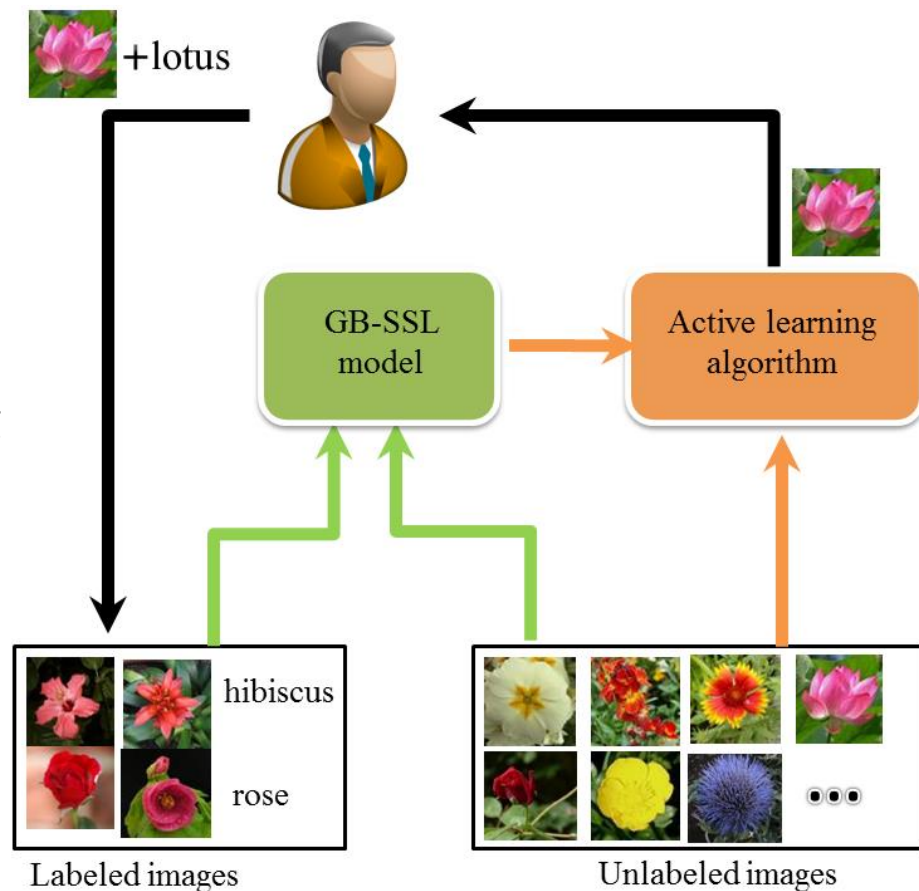 +lotus
GB-SSL
model
Active learning
algorithm
hibiscus
rose
Labeled images
Unlabeled images